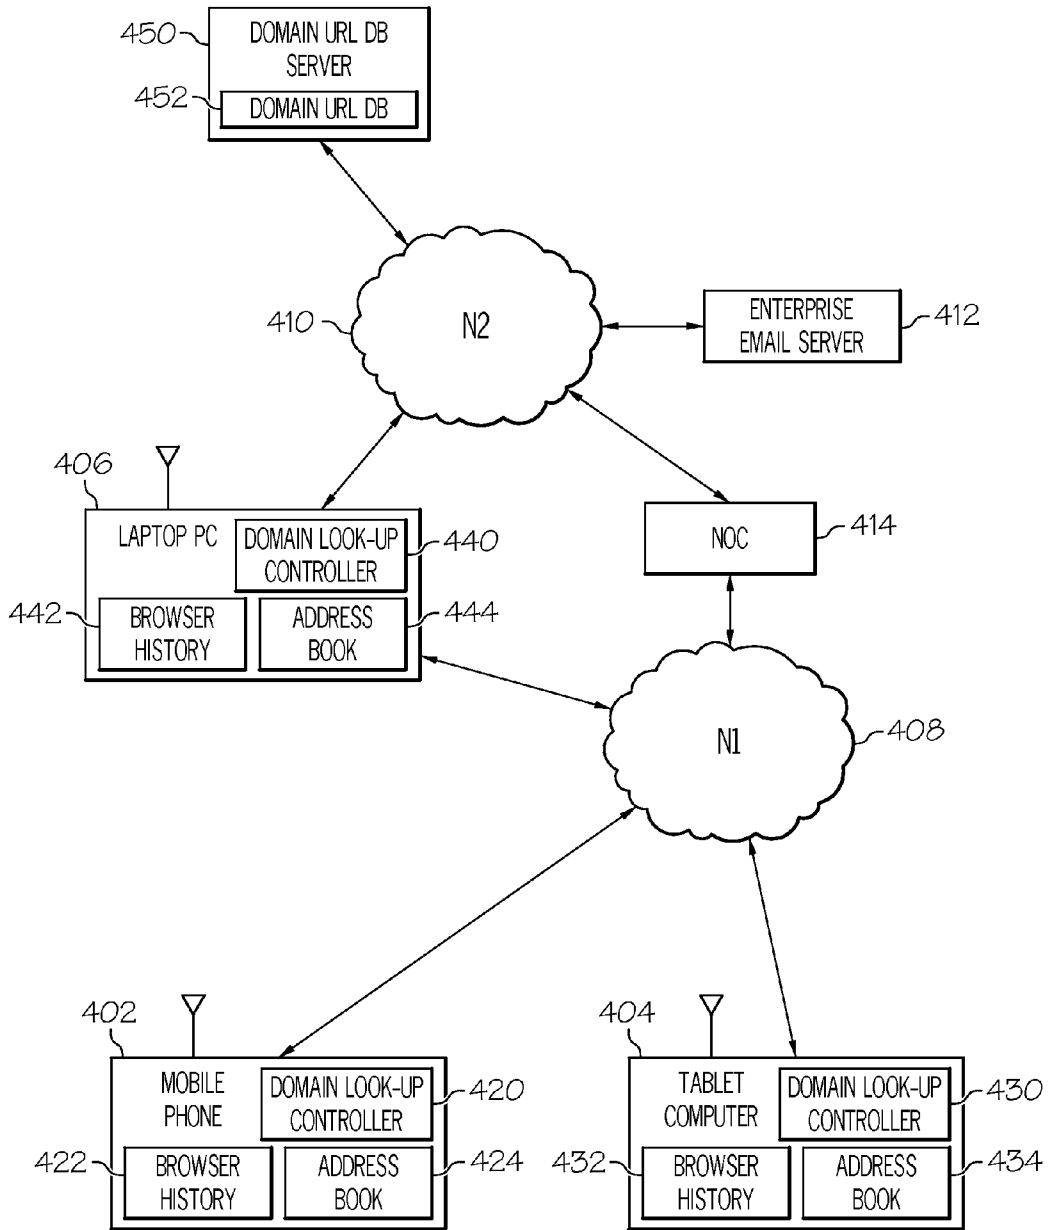 450
DOMAIN URL DB
SERVER
452
DOMAIN URL DB
410
N2
ENTERPRISE
EMAIL SERVER
412
406
LAPTOP PC
DOMAIN LOOK-UP
CONTROLLER
440
442
BROWSER
HISTORY
ADDRESS
BOOK
444
NOC
414
N1
408
402
MOBILE
PHONE
DOMAIN LOOK-UP
CONTROLLER
420
422
BROWSER
HISTORY
ADDRESS
BOOK
424
404
TABLET
COMPUTER
DOMAIN LOOK-UP
CONTROLLER
430
432
BROWSER
HISTORY
ADDRESS
BOOK
434